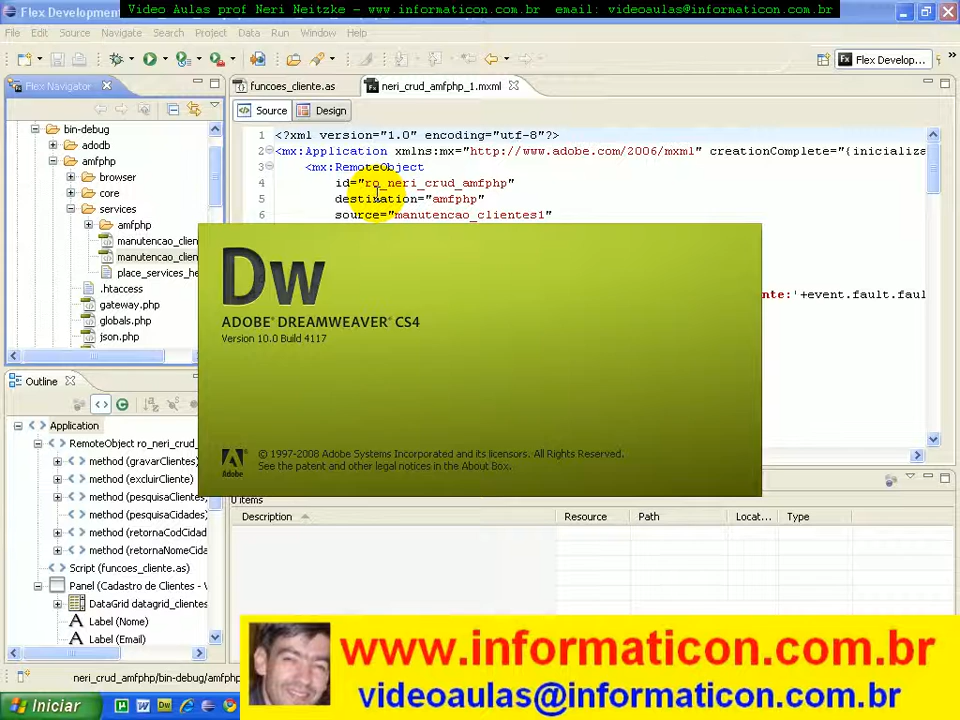 Video Aulas prof Neri Neitzke - www.informaticon.com.br email: videoaulas@informaticon.com.br
Flex Development
File Edit Source Navigate Search Project Data Run Window Help
Flex Develo...
Flex Navigator
funcoes_cliente.as
neri_crud_amfphp_1.mxml
Source
Design
bin-debug
adodb
amfphp
browser
core
services
amfphp
manutencao_clien
manutencao_clien
place_services_he
.htaccess
gateway.php
globals.php
json.php
1 <?xml version="1.0" encoding="utf-8"?>
2 <mx:Application xmlns:mx="http://www.adobe.com/2006/mxml" creationComplete="{inicializa
3 <mx:RemoteObject
4 id="ro_neri_crud_amfphp"
5 destination="amfphp"
6 source="manutencao_clientes1"
nte:'+event.fault.faul
Dw
ADOBE® DREAMWEAVER® CS4
Version 10.0 Build 4117
Adobe
© 1997-2008 Adobe Systems Incorporated and its licensors. All Rights Reserved.
See the patent and other legal notices in the About Box.
Outline
Application
RemoteObject ro_neri_crud_
method (gravarClientes)
method (excluirCliente)
method (pesquisaClientes)
method (pesquisaCidades)
method (retornaCodCidad
method (retornaNomeCida
Script (funcoes_cliente.as)
Panel (Cadastro de Clientes - V
DataGrid datagrid_clientes
Label (Nome)
Label (Email)
0 items
Description Resource Path Locat... Type
neri_crud_amfphp/bin-debug/amfphp
www.informaticon.com.br
videoaulas@informaticon.com.br
Iniciar